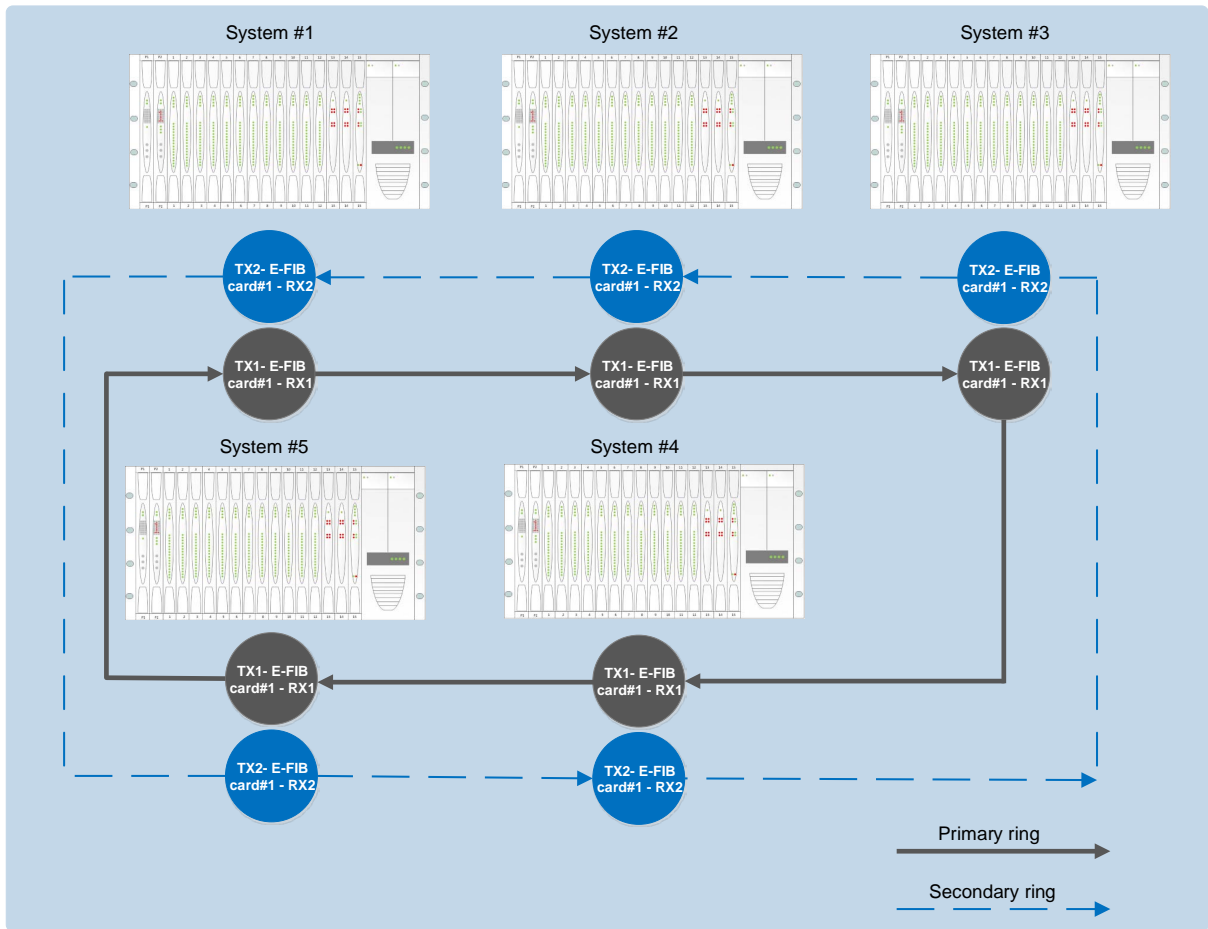 System #1
System #2
System #3
TX2- E-FIB
card#1 - RX2
TX2- E-FIB
card#1 - RX2
TX2- E-FIB
card#1 - RX2
TX1- E-FIB
card#1 - RX1
TX1- E-FIB
card#1 - RX1
TX1- E-FIB
card#1 - RX1
System #5
System #4
TX1- E-FIB
card#1 - RX1
TX1- E-FIB
card#1 - RX1
TX2- E-FIB
card#1 - RX2
TX2- E-FIB
card#1 - RX2
Primary ring
Secondary ring